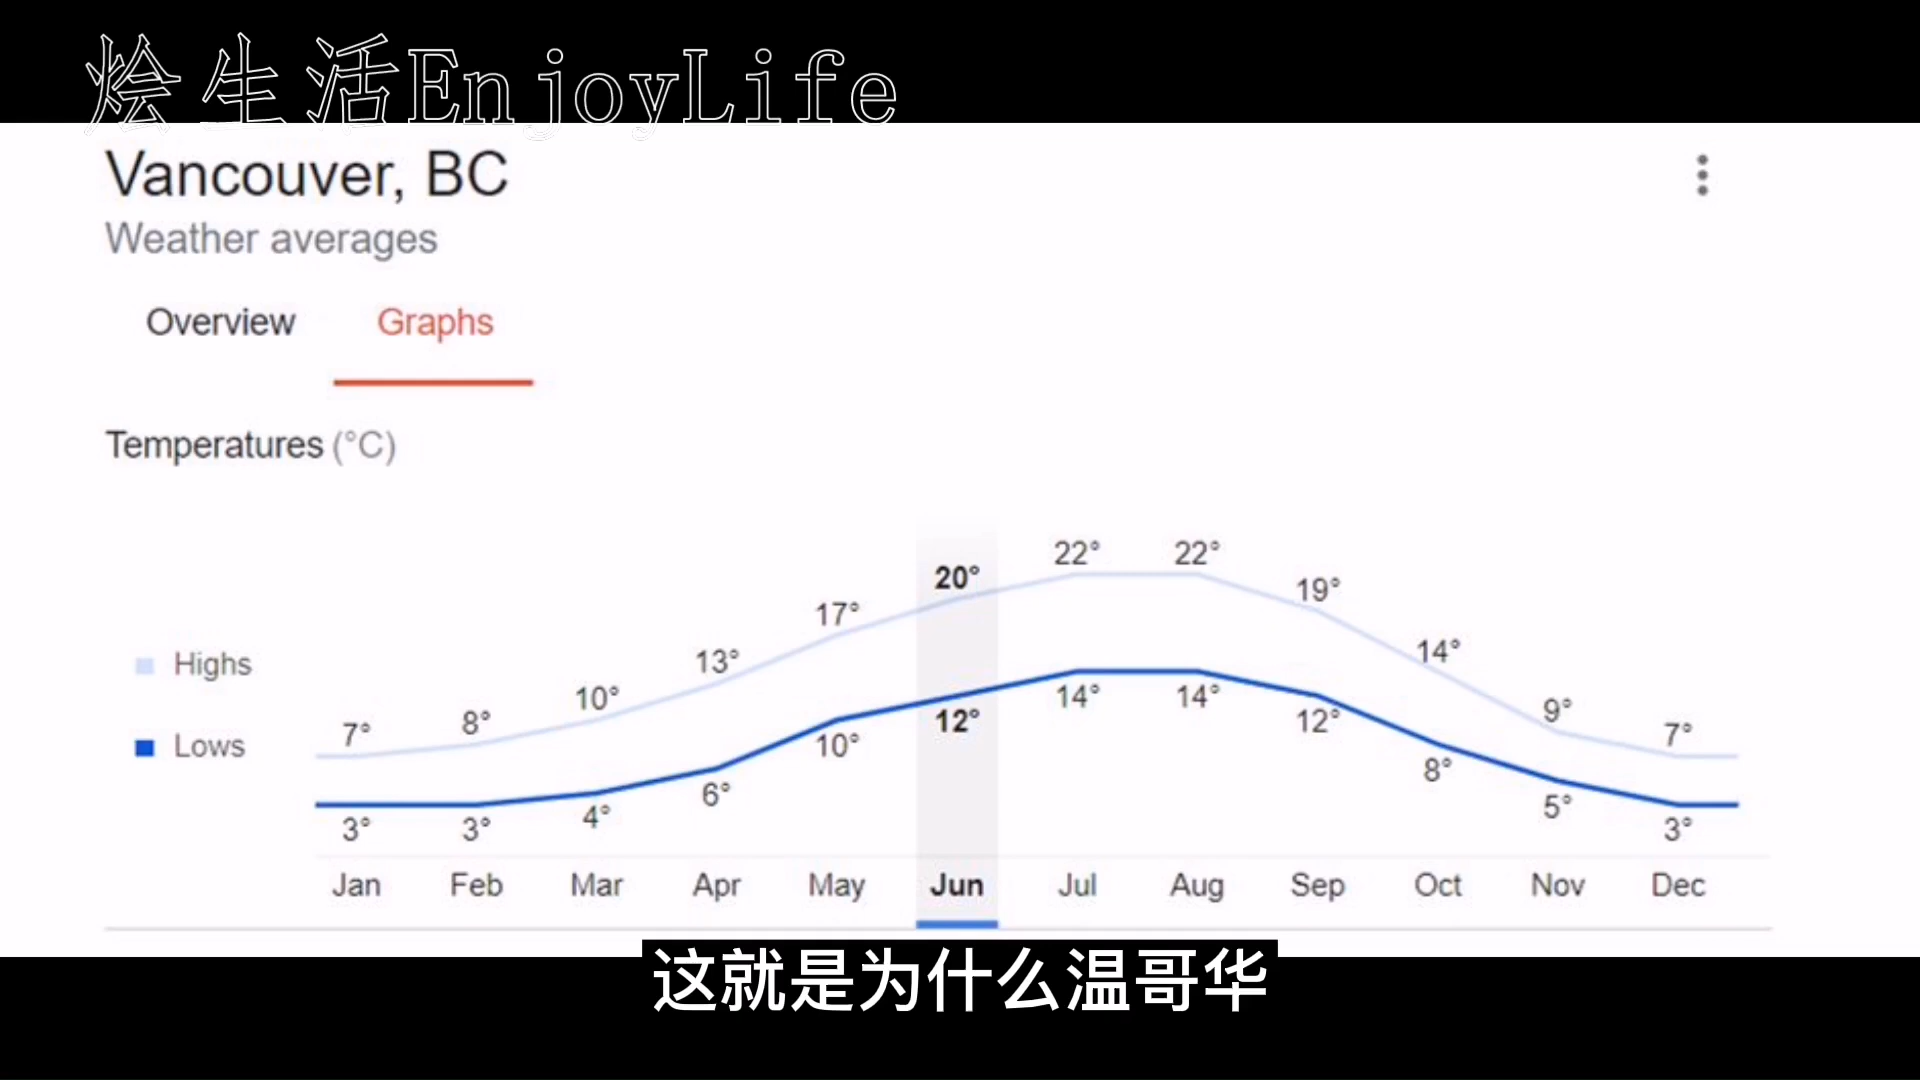 烩生活EnjoyLife
Vancouver, BC
Weather averages
Overview Graphs
Temperatures (°C)
22° 22°
20° 19°
17°
14°
13°
10° 9°
8° 7°
7°
Highs
Lows
14° 14°
12° 12°
10°
8°
6° 5°
4° 3°
3° 3°
Jan Feb Mar Apr May Jun Jul Aug Sep Oct Nov Dec
这就是为什么温哥华